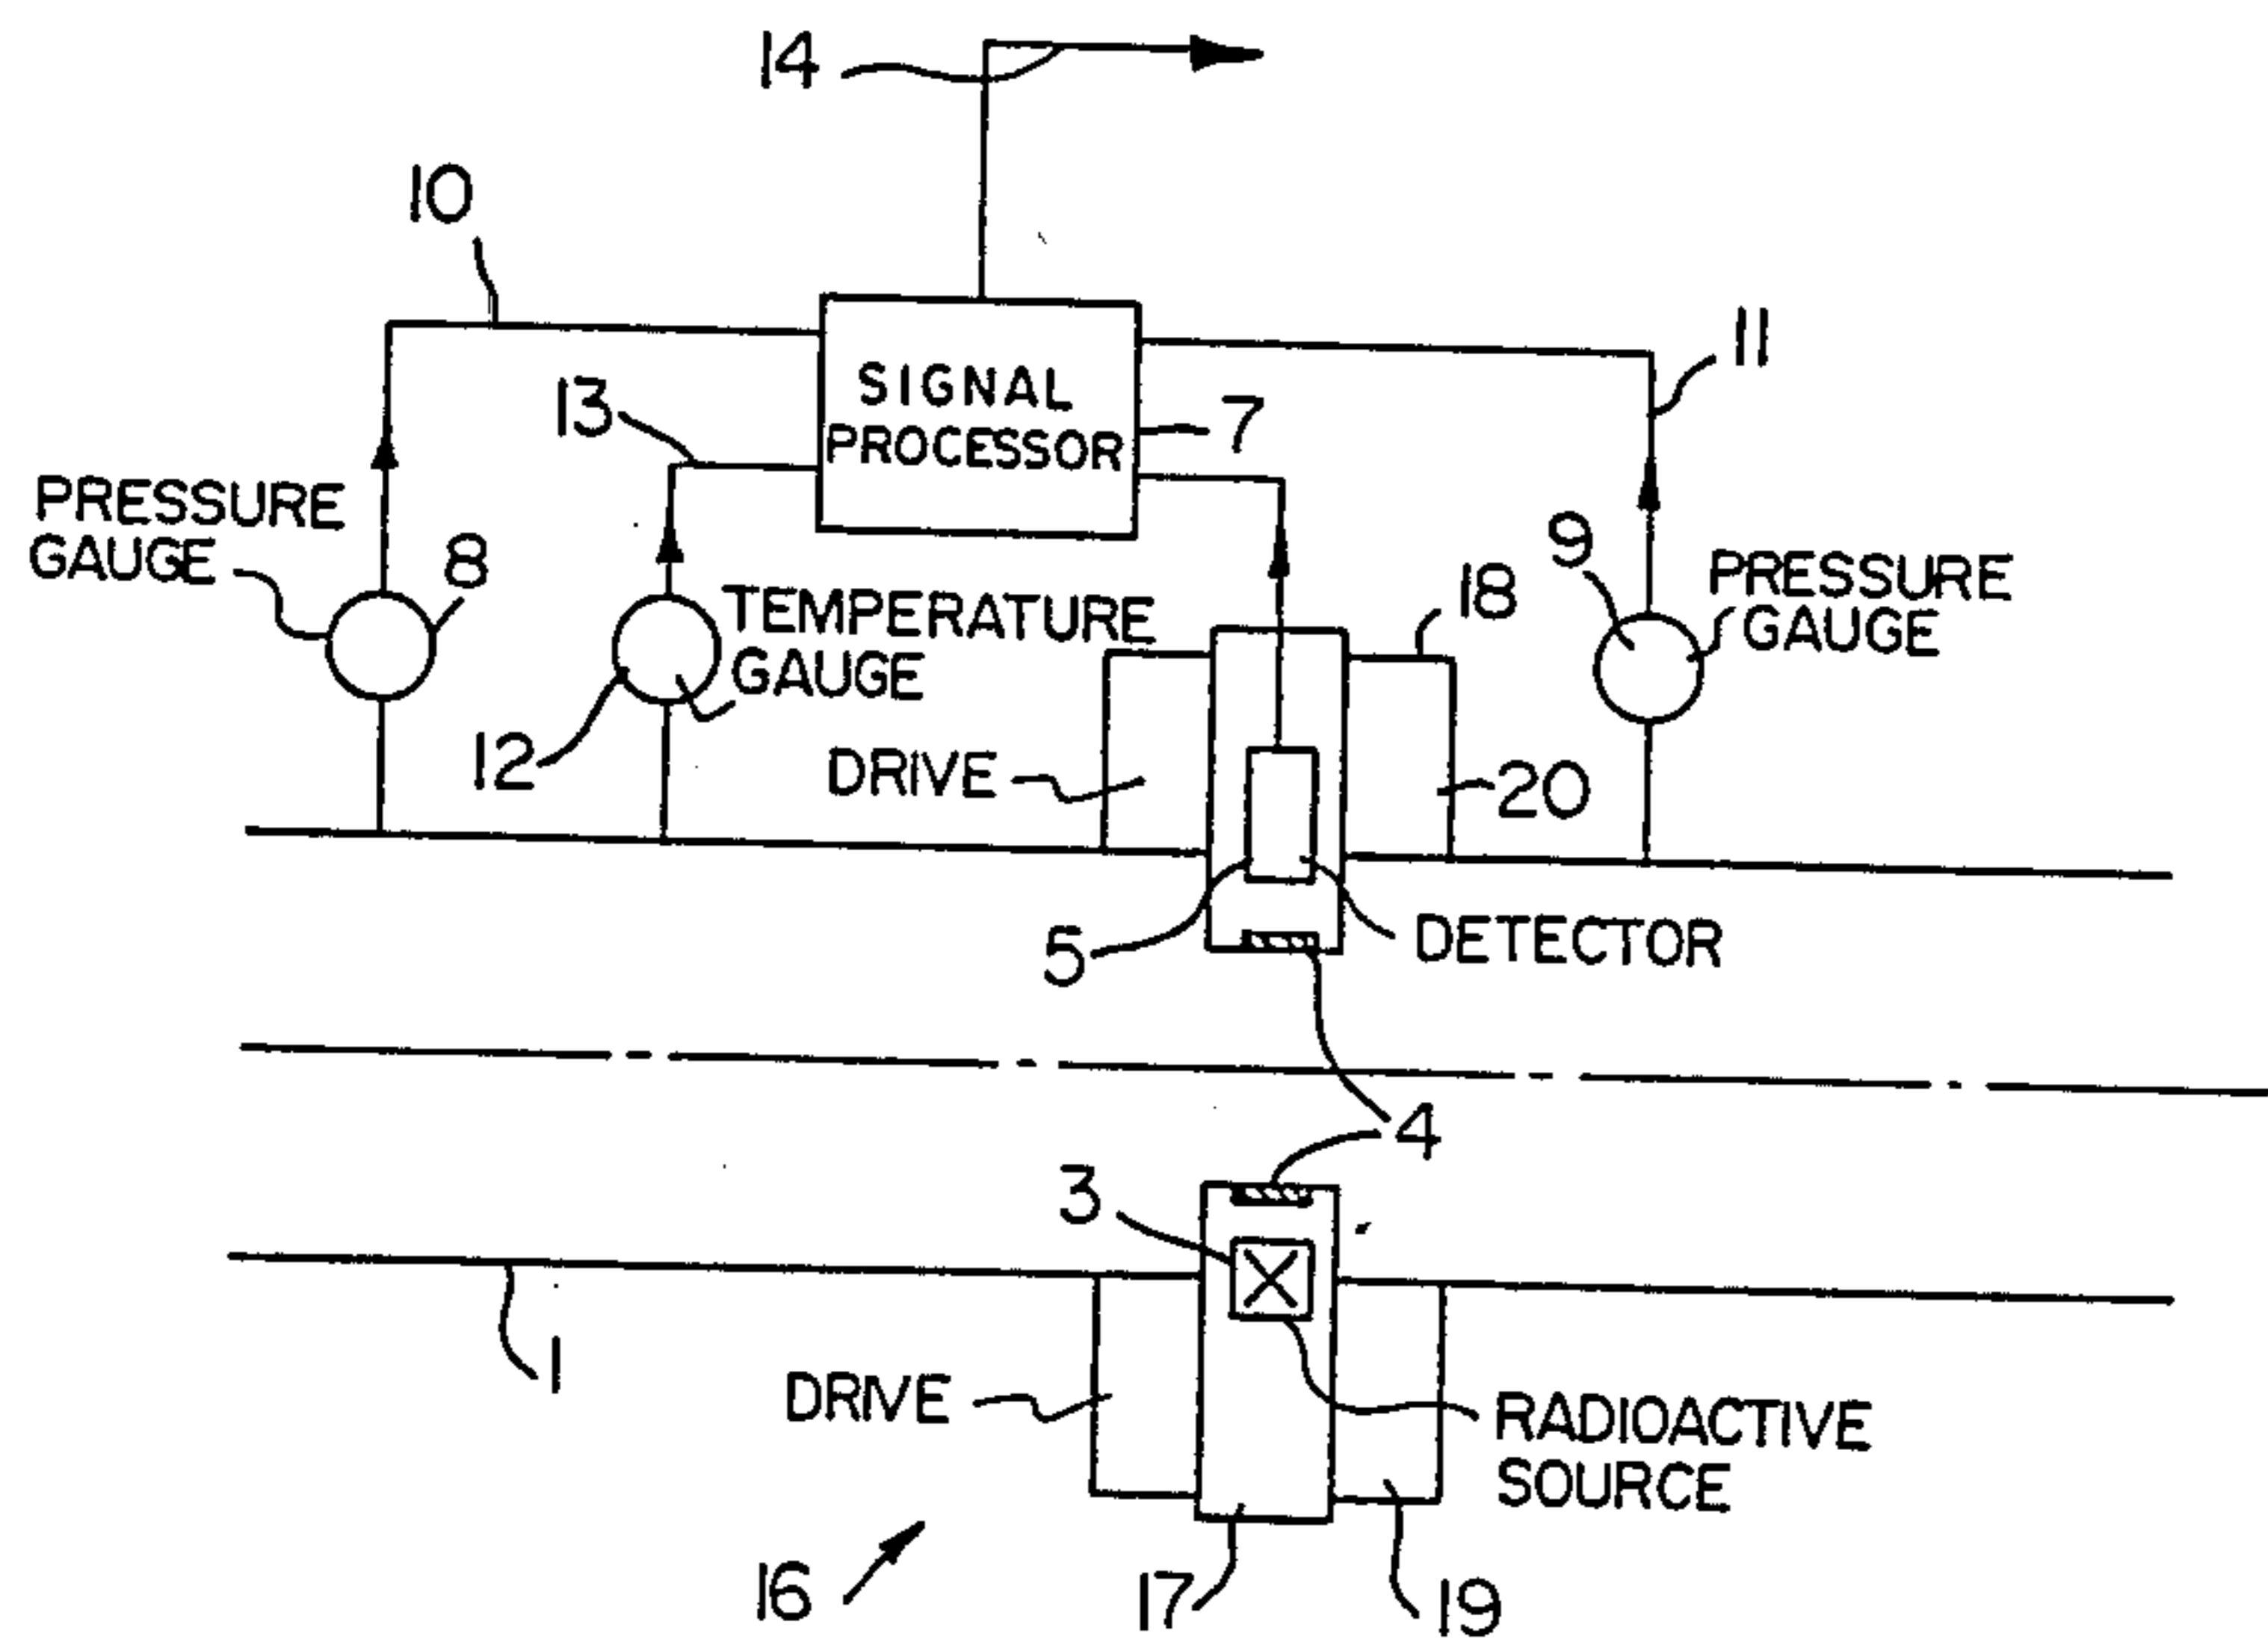 14
10
11
13
SIGNAL
PROCESSOR
7
PRESSURE
GAUGE
8
9
PRESSURE
GAUGE
18
TEMPERATURE
GAUGE
12
DRIVE
20
5
DETECTOR
4
3
1
DRIVE
RADIOACTIVE
SOURCE
16
17
19